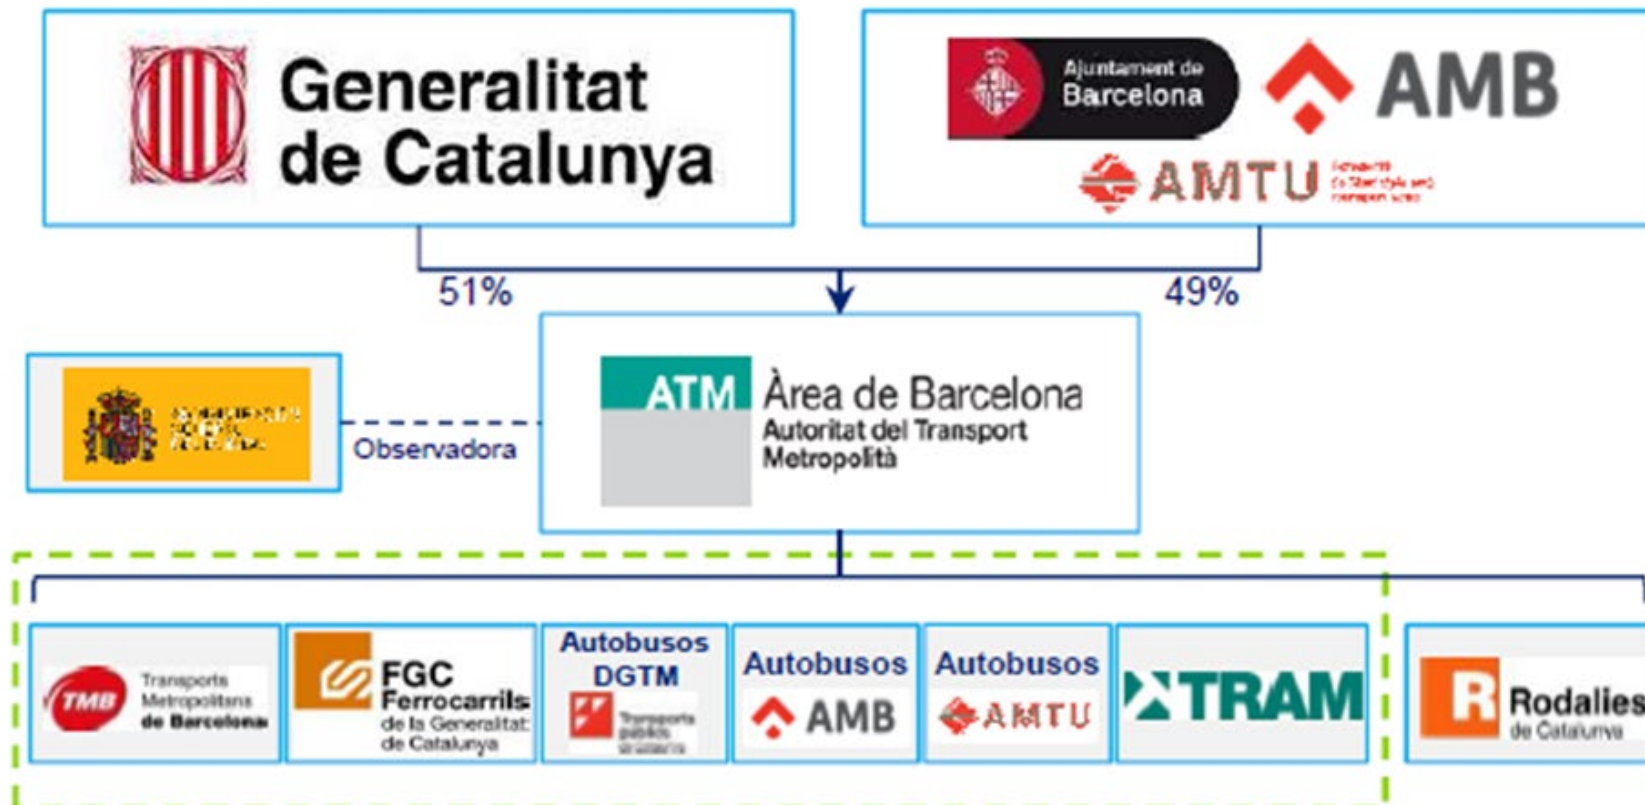 Generalitat
de Catalunya
Ajuntament de
Barcelona
AMB
AMTU
51%
49%
Observadora
ATM
Àrea de Barcelona
Autoritat del Transport
Metropolità
TMB
Transports
Metropolitans
de Barcelona
FGC
Ferrocarrils
de la Generalitat
de Catalunya
Autobusos
DGTM
Transports
públics
Autobusos
AMB
Autobusos
AMTU
TRAM
R
Rodalies
de Catalunya